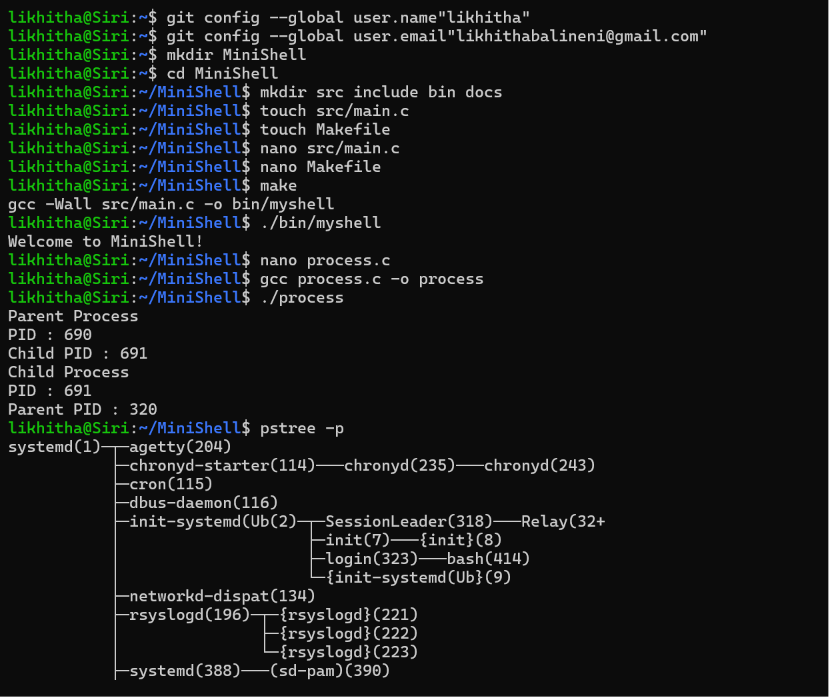 likhitha@Siri:~$ git config --global user.name"likhitha"
likhitha@Siri:~$ git config --global user.email"likhithabalineni@gmail.com"
likhitha@Siri:~$ mkdir MiniShell
likhitha@Siri:~$ cd MiniShell
likhitha@Siri:~/MiniShell$ mkdir src include bin docs
likhitha@Siri:~/MiniShell$ touch src/main.c
likhitha@Siri:~/MiniShell$ touch Makefile
likhitha@Siri:~/MiniShell$ nano src/main.c
likhitha@Siri:~/MiniShell$ nano Makefile
likhitha@Siri:~/MiniShell$ make
gcc -Wall src/main.c -o bin/myshell
likhitha@Siri:~/MiniShell$ ./bin/myshell
Welcome to MiniShell!
likhitha@Siri:~/MiniShell$ nano process.c
likhitha@Siri:~/MiniShell$ gcc process.c -o process
likhitha@Siri:~/MiniShell$ ./process
Parent Process
PID : 690
Child PID : 691
Child Process
PID : 691
Parent PID : 320
likhitha@Siri:~/MiniShell$ pstree -p
systemd(1)─┬─agetty(204)
           ├─chronyd-starter(114)───chronyd(235)───chronyd(243)
           ├─cron(115)
           ├─dbus-daemon(116)
           ├─init-systemd(Ub(2)─┬─SessionLeader(318)───Relay(32+
           │                    ├─init(7)───{init}(8)
           │                    ├─login(323)───bash(414)
           │                    └─{init-systemd(Ub}(9)
           ├─networkd-dispat(134)
           ├─rsyslogd(196)─┬─{rsyslogd}(221)
           │               ├─{rsyslogd}(222)
           │               └─{rsyslogd}(223)
           ├─systemd(388)───(sd-pam)(390)